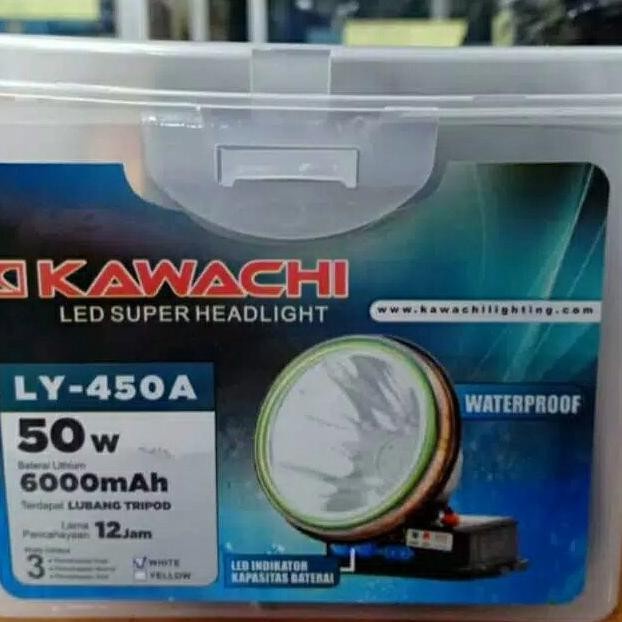 KAWACHI
LED SUPER HEADLIGHT
www.kawachilighting.com
LY-450A
50 W
Baterai Lithium
6000mAh
Terdapat LUBANG TRIPOD
Lama
Pencahayaan 12Jam
3
WHITE
YELLOW
WATERPROOF
LED INDIKATOR
KAPASITAS BATERAI